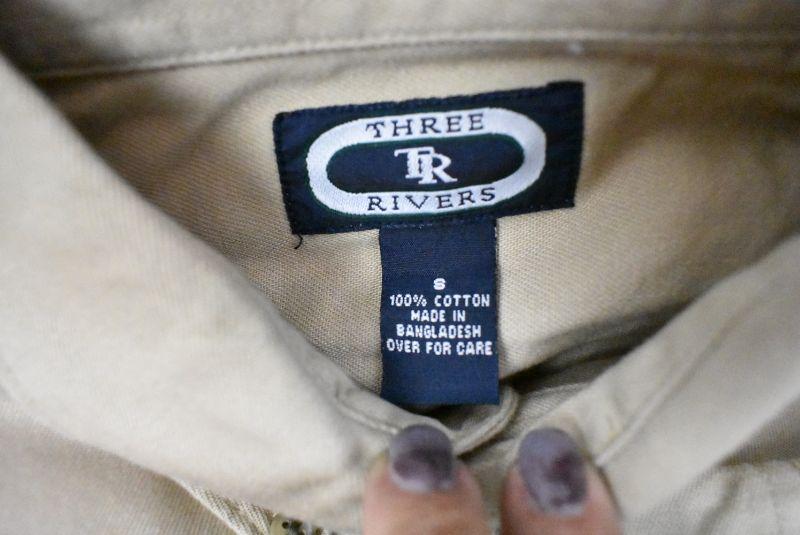 THREE
TR
RIVERS
S
100% COTTON
MADE IN
BANGLADESH
OVER FOR CARE